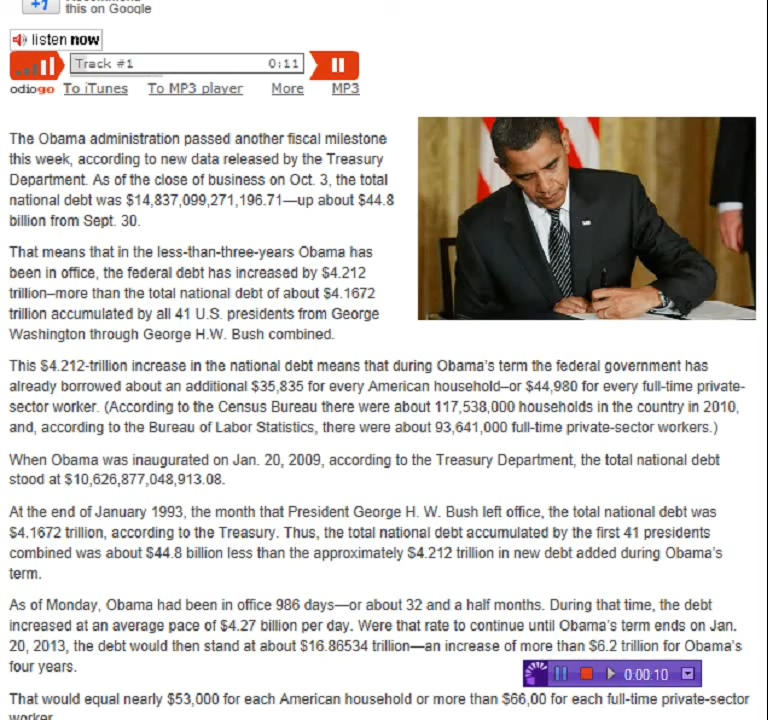 this on Google
listen now
Track #1 0:11
odiogo To iTunes To MP3 player More MP3
The Obama administration passed another fiscal milestone
this week, according to new data released by the Treasury
Department. As of the close of business on Oct. 3, the total
national debt was $14,837,099,271,196.71—up about $44.8
billion from Sept. 30.
That means that in the less-than-three-years Obama has
been in office, the federal debt has increased by $4.212
trillion–more than the total national debt of about $4.1672
trillion accumulated by all 41 U.S. presidents from George
Washington through George H.W. Bush combined.
This $4.212-trillion increase in the national debt means that during Obama's term the federal government has
already borrowed about an additional $35,835 for every American household–or $44,980 for every full-time private-
sector worker. (According to the Census Bureau there were about 117,538,000 households in the country in 2010,
and, according to the Bureau of Labor Statistics, there were about 93,641,000 full-time private-sector workers.)
When Obama was inaugurated on Jan. 20, 2009, according to the Treasury Department, the total national debt
stood at $10,626,877,048,913.08.
At the end of January 1993, the month that President George H. W. Bush left office, the total national debt was
$4.1672 trillion, according to the Treasury. Thus, the total national debt accumulated by the first 41 presidents
combined was about $44.8 billion less than the approximately $4.212 trillion in new debt added during Obama's
term.
As of Monday, Obama had been in office 986 days—or about 32 and a half months. During that time, the debt
increased at an average pace of $4.27 billion per day. Were that rate to continue until Obama's term ends on Jan.
20, 2013, the debt would then stand at about $16.86534 trillion—an increase of more than $6.2 trillion for Obama's
four years.
0:00:10
That would equal nearly $53,000 for each American household or more than $66,00 for each full-time private-sector
worker